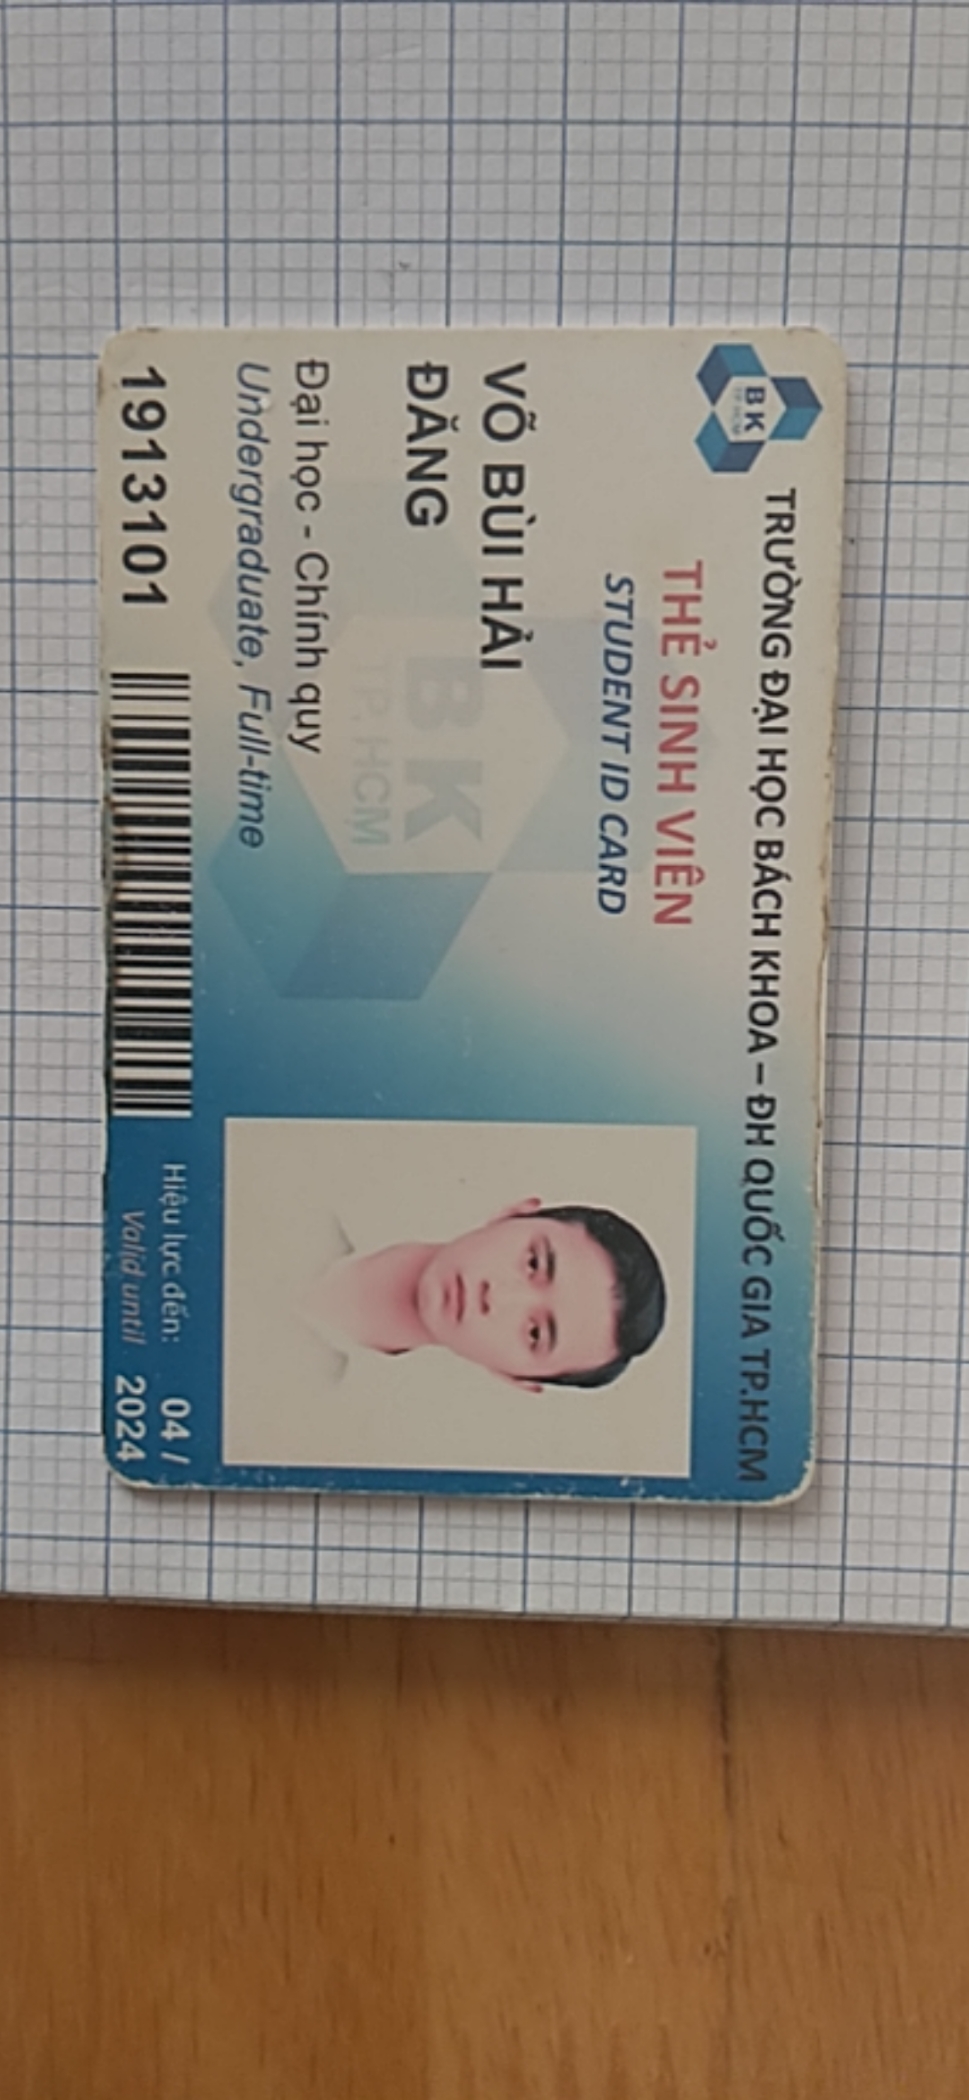 BK
TP.HCM
TRƯỜNG ĐẠI HỌC BÁCH KHOA – ĐH QUỐC GIA TP.HCM
THẺ SINH VIÊN
STUDENT ID CARD
VÕ BÙI HẢI
ĐĂNG
BK
TP.HCM
Đại học - Chính quy
Undergraduate, Full-time
1913101
Hiệu lực đến: 04 /
Valid until 2024